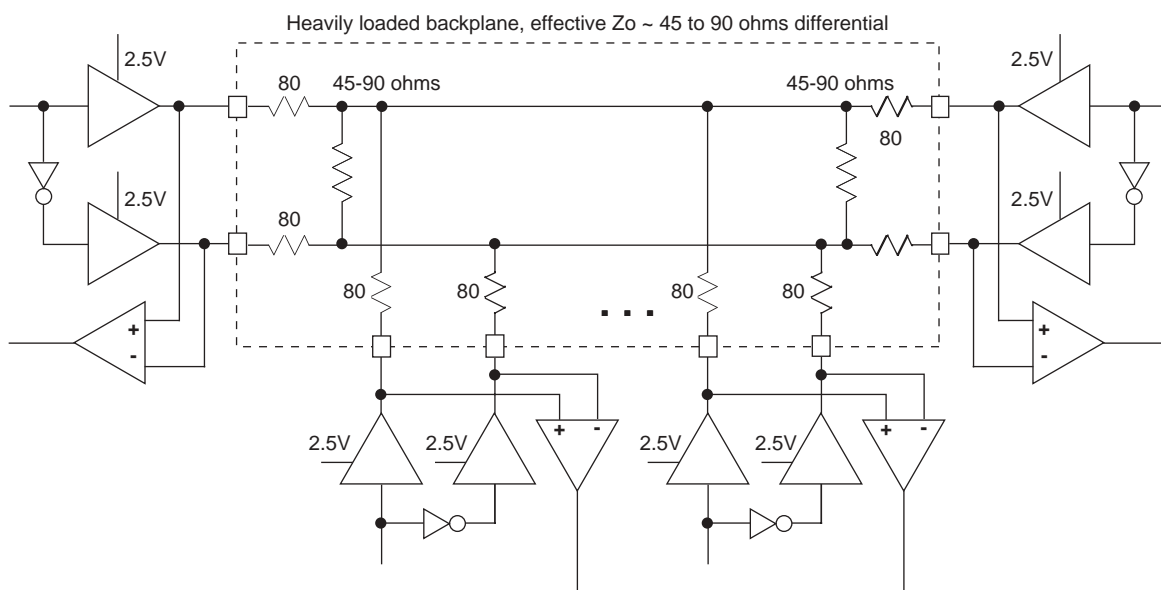 Heavily loaded backplane, effective Zo ~ 45 to 90 ohms differential
2.5V
80
45-90 ohms
45-90 ohms
2.5V
80
2.5V
80
2.5V
80
80
80
80
. . .
+
-
+
-
2.5V
2.5V
+
-
2.5V
2.5V
+
-